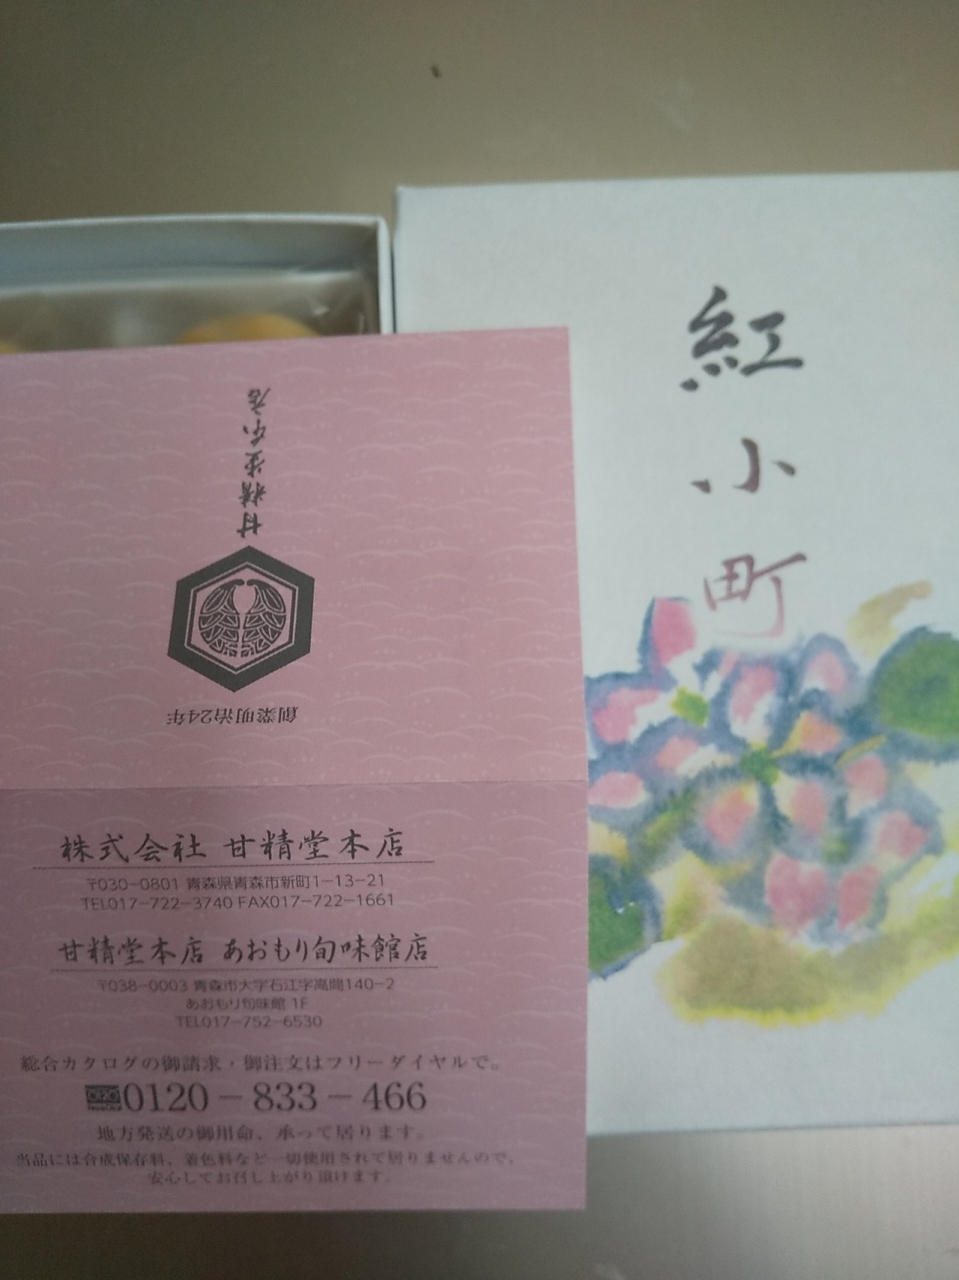 紅小町
甘精堂本店
創業明治24年
株式会社 甘精堂本店
〒030-0801 青森県青森市新町1-13-21
TEL017-722-3740 FAX017-722-1661
甘精堂本店 あおもり旬味館店
〒038-0003 青森市大字石江字高間140-2
あおもり旬味館 1F
TEL017-752-6530
総合カタログの御請求・御注文はフリーダイヤルで。
0120-833-466
地方発送の御用命、承って居ります。
当品には合成保存料、着色料など一切使用されて居りませんので、
安心してお召し上がり頂けます。